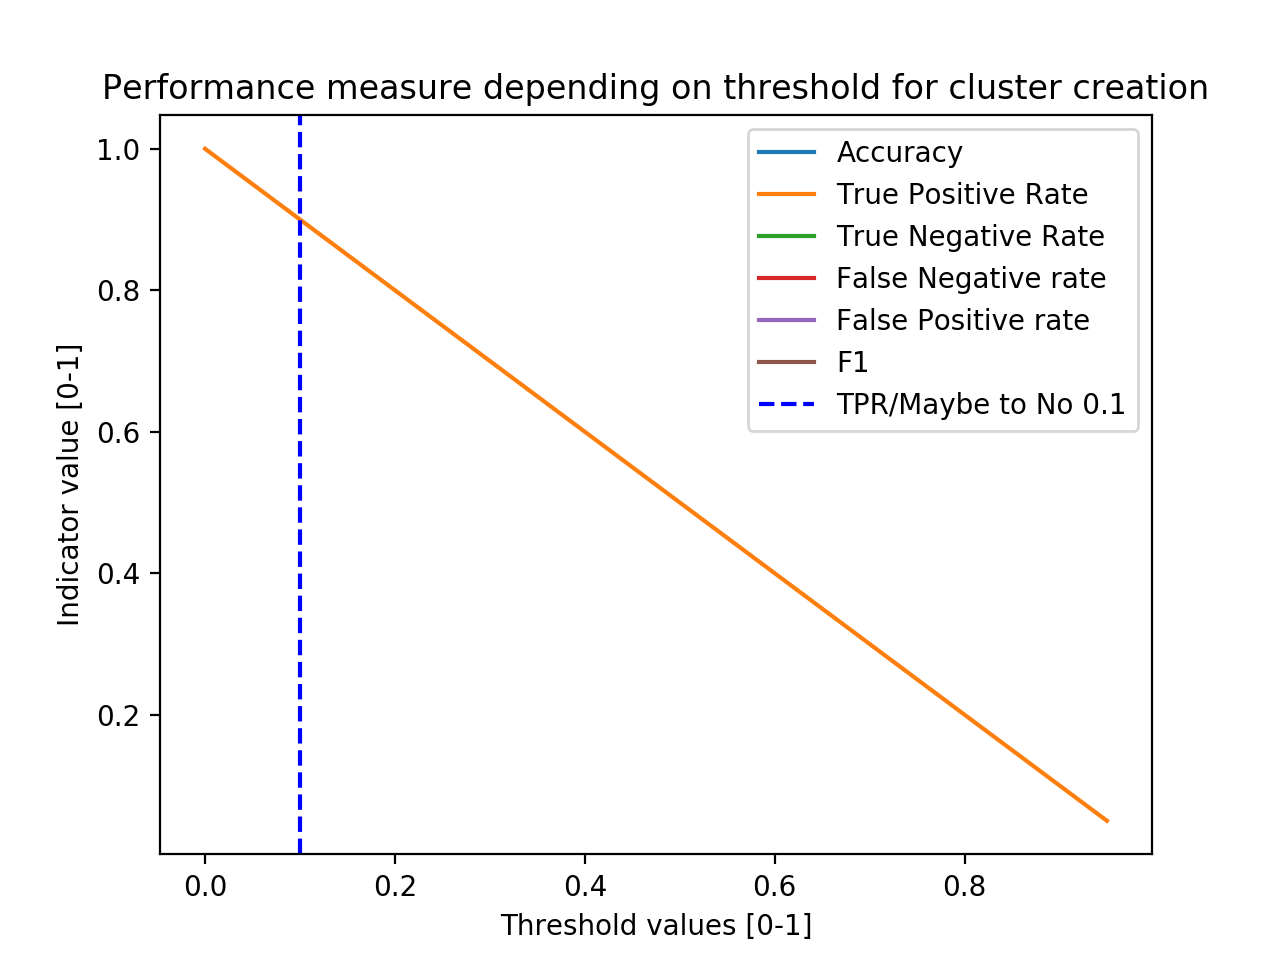 Performance measure depending on threshold for cluster creation
1.0
0.8
0.6
0.4
0.2
Indicator value [0-1]
Accuracy
True Positive Rate
True Negative Rate
False Negative rate
False Positive rate
F1
TPR/Maybe to No 0.1
0.0 0.2 0.4 0.6 0.8
Threshold values [0-1]